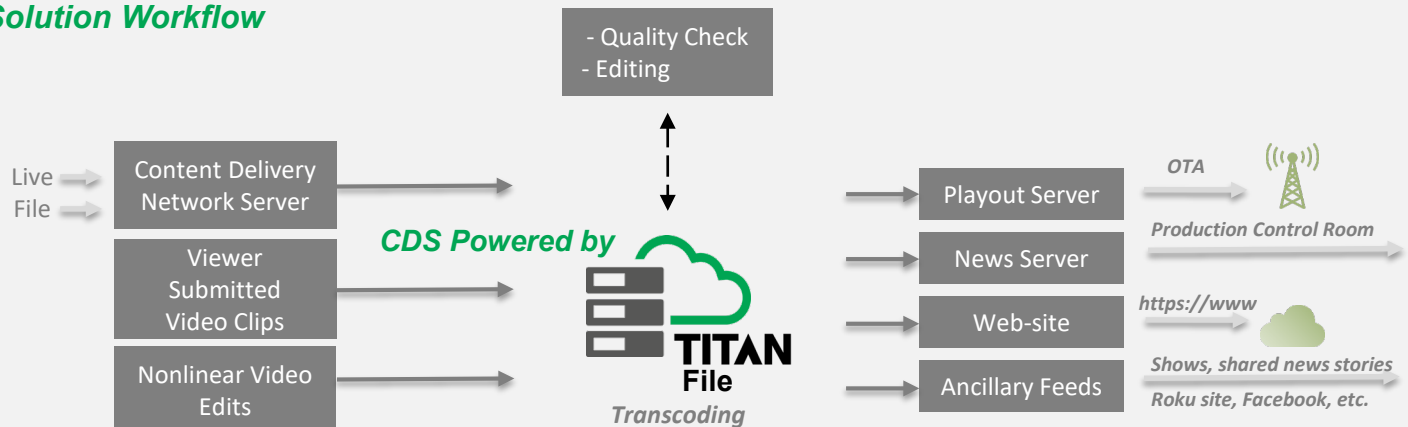 Solution Workflow
- Quality Check
- Editing
Live
File
Content Delivery
Network Server
Viewer
Submitted
Video Clips
Nonlinear Video
Edits
CDS Powered by
TITAN
File
Transcoding
Playout Server
News Server
Web-site
Ancillary Feeds
OTA
Production Control Room
https://www
Shows, shared news stories
Roku site, Facebook, etc.